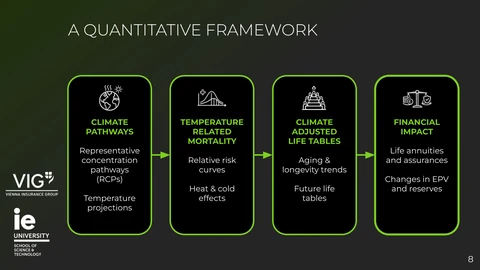 A QUANTITATIVE FRAMEWORK
CLIMATE
PATHWAYS
Representative
concentration
pathways
(RCPs)
Temperature
projections
TEMPERATURE
RELATED
MORTALITY
Relative risk
curves
Heat & cold
effects
CLIMATE
ADJUSTED
LIFE TABLES
Aging &
longevity trends
Future life
tables
FINANCIAL
IMPACT
Life annuities
and assurances
Changes in EPV
and reserves
VIG
VIENNA INSURANCE GROUP
ie
UNIVERSITY
SCHOOL OF
SCIENCE &
TECHNOLOGY
8